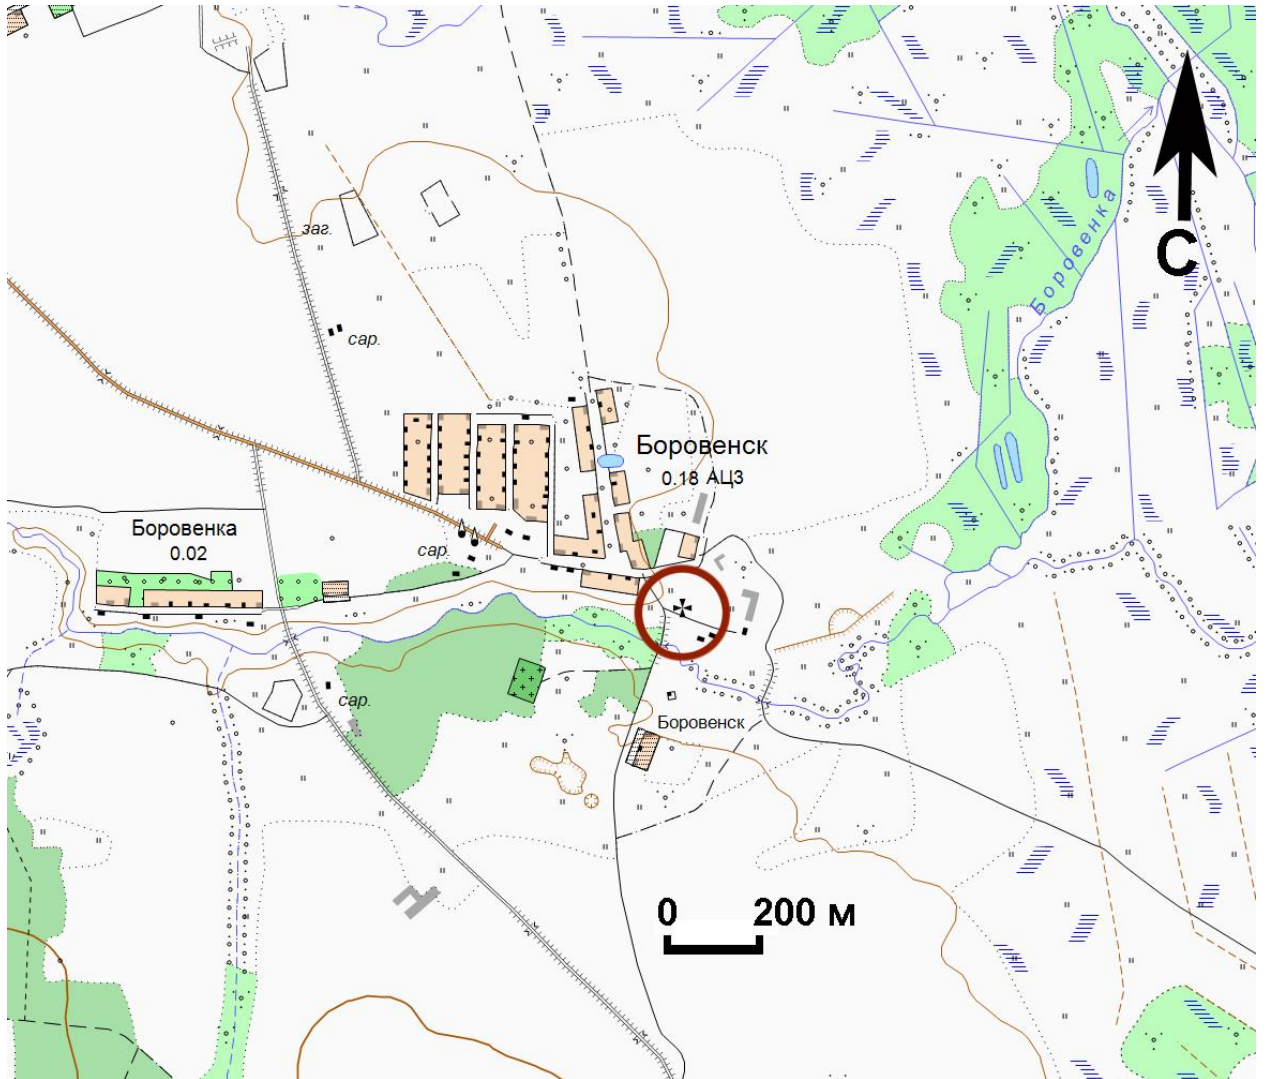 С
Боровенка
заг.
сар.
Боровенск
0.18 АЦЗ
Боровенка
0.02
сар.
сар.
Боровенск
0 200 м